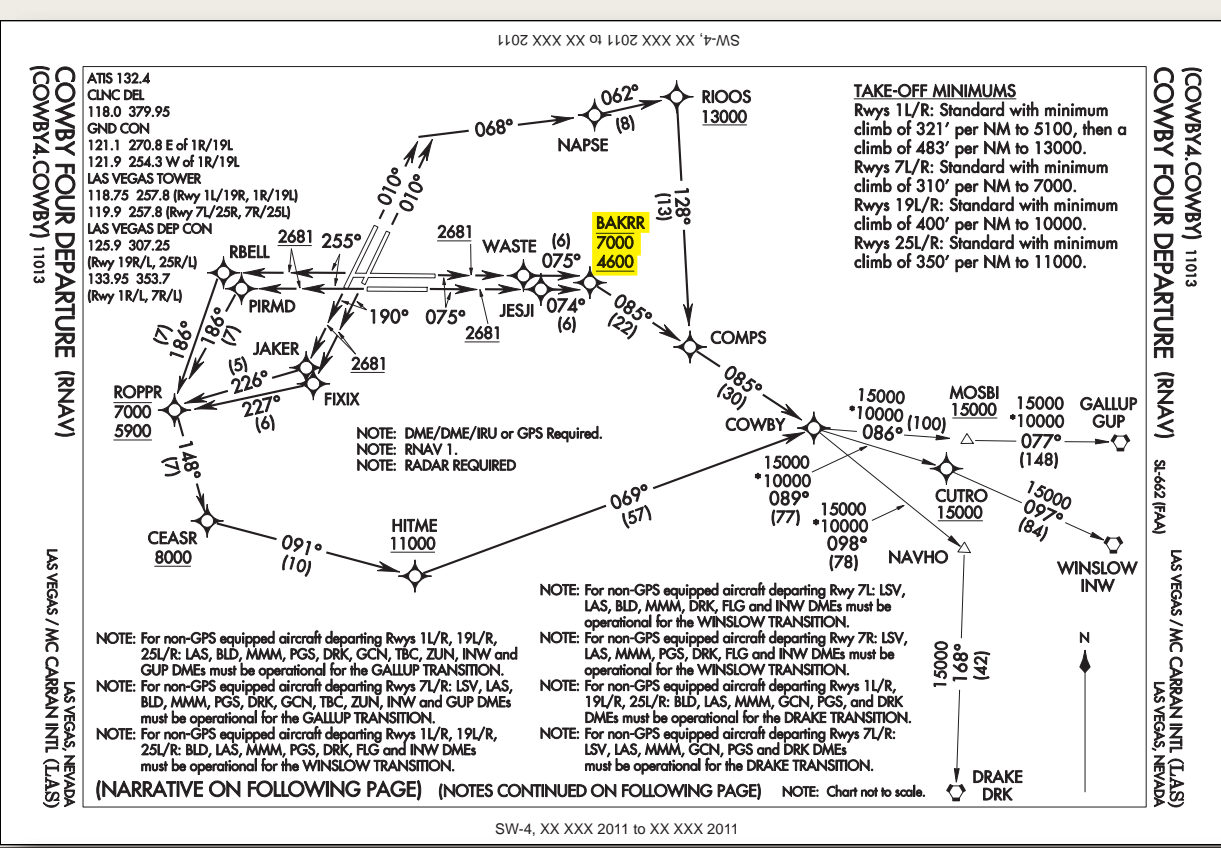 SW-4, XX XXX 2011 to XX XXX 2011
COWBY FOUR DEPARTURE (RNAV)
(COWBY4.COWBY) 11013
ATIS 132.4
CLNC DEL
118.0 379.95
GND CON
121.1 270.8 E of 1R/19L
121.9 254.3 W of 1R/19L
LAS VEGAS TOWER
118.75 257.8 (Rwy 1L/19R, 1R/19L)
119.9 257.8 (Rwy 7L/25R, 7R/25L)
LAS VEGAS DEP CON
125.9 307.25
(Rwy 19R/L, 25R/L)
133.95 353.7
(Rwy 1R/L, 7R/L)
062°
(8)
RIOOS
13000
068°
NAPSE
010°
010°
128°
(13)
TAKE-OFF MINIMUMS
Rwys 1L/R: Standard with minimum
climb of 321' per NM to 5100, then a
climb of 483' per NM to 13000.
Rwys 7L/R: Standard with minimum
climb of 310' per NM to 7000.
Rwys 19L/R: Standard with minimum
climb of 400' per NM to 10000.
Rwys 25L/R: Standard with minimum
climb of 350' per NM to 11000.
(COWBY4.COWBY) 11013
COWBY FOUR DEPARTURE (RNAV)
SL-662 (FAA)
RBELL
2681
255°
2681
WASTE
(6)
075°
BAKRR
7000
4600
PIRMD
190°
075°
2681
JESJI
074°
(6)
085°
(22)
COMPS
(7)
186°
186°
(7)
JAKER
2681
(5)
226°
227°
(6)
FIXIX
ROPPR
7000
5900
085°
(30)
COWBY
15000
*10000
086°
(100)
MOSBI
15000
15000
*10000
077°
(148)
GALLUP
GUP
NOTE: DME/DME/IRU or GPS Required.
NOTE: RNAV 1.
NOTE: RADAR REQUIRED
148°
(7)
15000
*10000
089°
(77)
CUTRO
15000
15000
097°
(84)
WINSLOW
INW
069°
(57)
15000
*10000
098°
(78)
NAVHO
CEASR
8000
091°
(10)
HITME
11000
15000
168°
(42)
N
DRAKE
DRK
NOTE: For non-GPS equipped aircraft departing Rwys 1L/R, 19L/R,
25L/R: LAS, BLD, MMM, PGS, DRK, GCN, TBC, ZUN, INW and
GUP DMEs must be operational for the GALLUP TRANSITION.
NOTE: For non-GPS equipped aircraft departing Rwys 7L/R: LSV, LAS,
BLD, MMM, PGS, DRK, GCN, TBC, ZUN, INW and GUP DMEs
must be operational for the GALLUP TRANSITION.
NOTE: For non-GPS equipped aircraft departing Rwys 1L/R, 19L/R,
25L/R: BLD, LAS, MMM, PGS, DRK, FLG and INW DMEs
must be operational for the WINSLOW TRANSITION.
NOTE: For non-GPS equipped aircraft departing Rwy 7L: LSV,
LAS, BLD, MMM, DRK, FLG and INW DMEs must be
operational for the WINSLOW TRANSITION.
NOTE: For non-GPS equipped aircraft departing Rwy 7R: LSV,
LAS, MMM, PGS, DRK, FLG and INW DMEs must be
operational for the WINSLOW TRANSITION.
NOTE: For non-GPS equipped aircraft departing Rwys 1L/R,
19L/R, 25L/R: BLD, LAS, MMM, GCN, PGS, and DRK
DMEs must be operational for the DRAKE TRANSITION.
NOTE: For non-GPS equipped aircraft departing Rwys 7L/R:
LSV, LAS, MMM, GCN, PGS and DRK DMEs
must be operational for the DRAKE TRANSITION.
(NARRATIVE ON FOLLOWING PAGE)
(NOTES CONTINUED ON FOLLOWING PAGE)
NOTE: Chart not to scale.
LAS VEGAS, NEVADA
LAS VEGAS / MC CARRAN INTL (LAS)
LAS VEGAS / MC CARRAN INTL (LAS)
LAS VEGAS, NEVADA
SW-4, XX XXX 2011 to XX XXX 2011